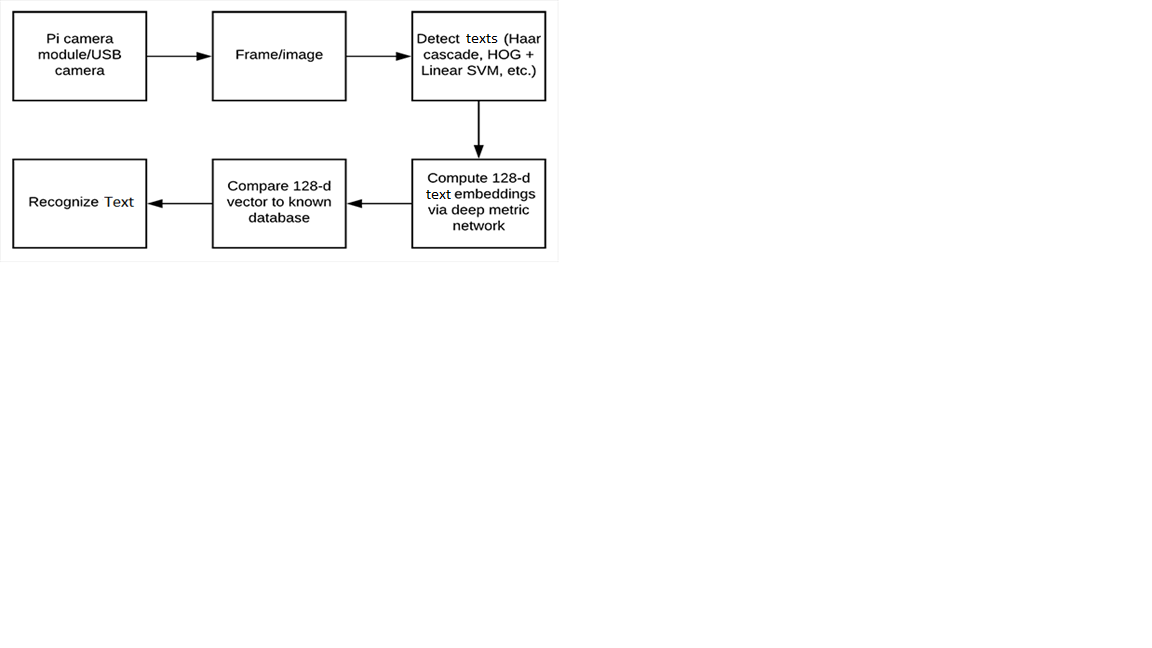 Pi camera
module/USB
camera
Frame/image
Detect texts (Haar
cascade, HOG +
Linear SVM, etc.)
Compute 128-d
text embeddings
via deep metric
network
Compare 128-d
vector to known
database
Recognize Text